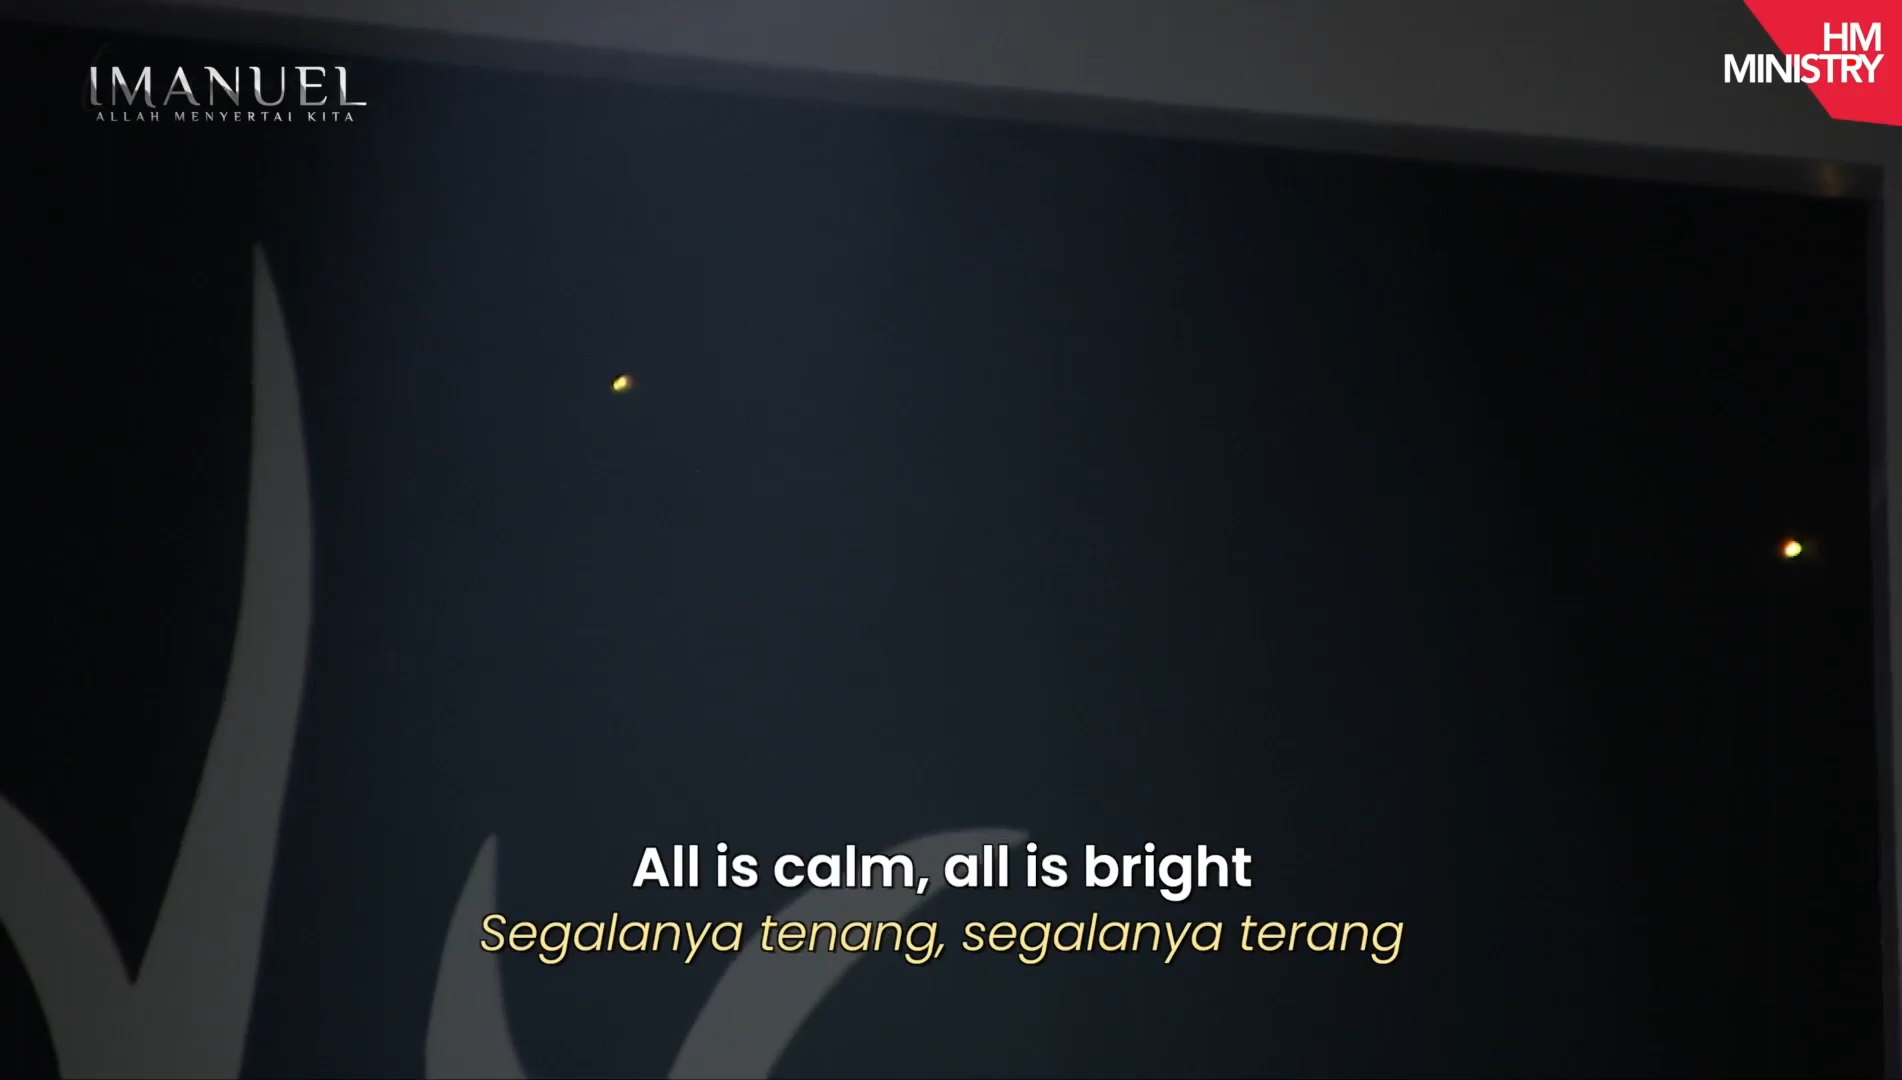 IMANUEL
ALLAH MENYERTAI KITA
HM
MINISTRY
All is calm, all is bright
Segalanya tenang, segalanya terang